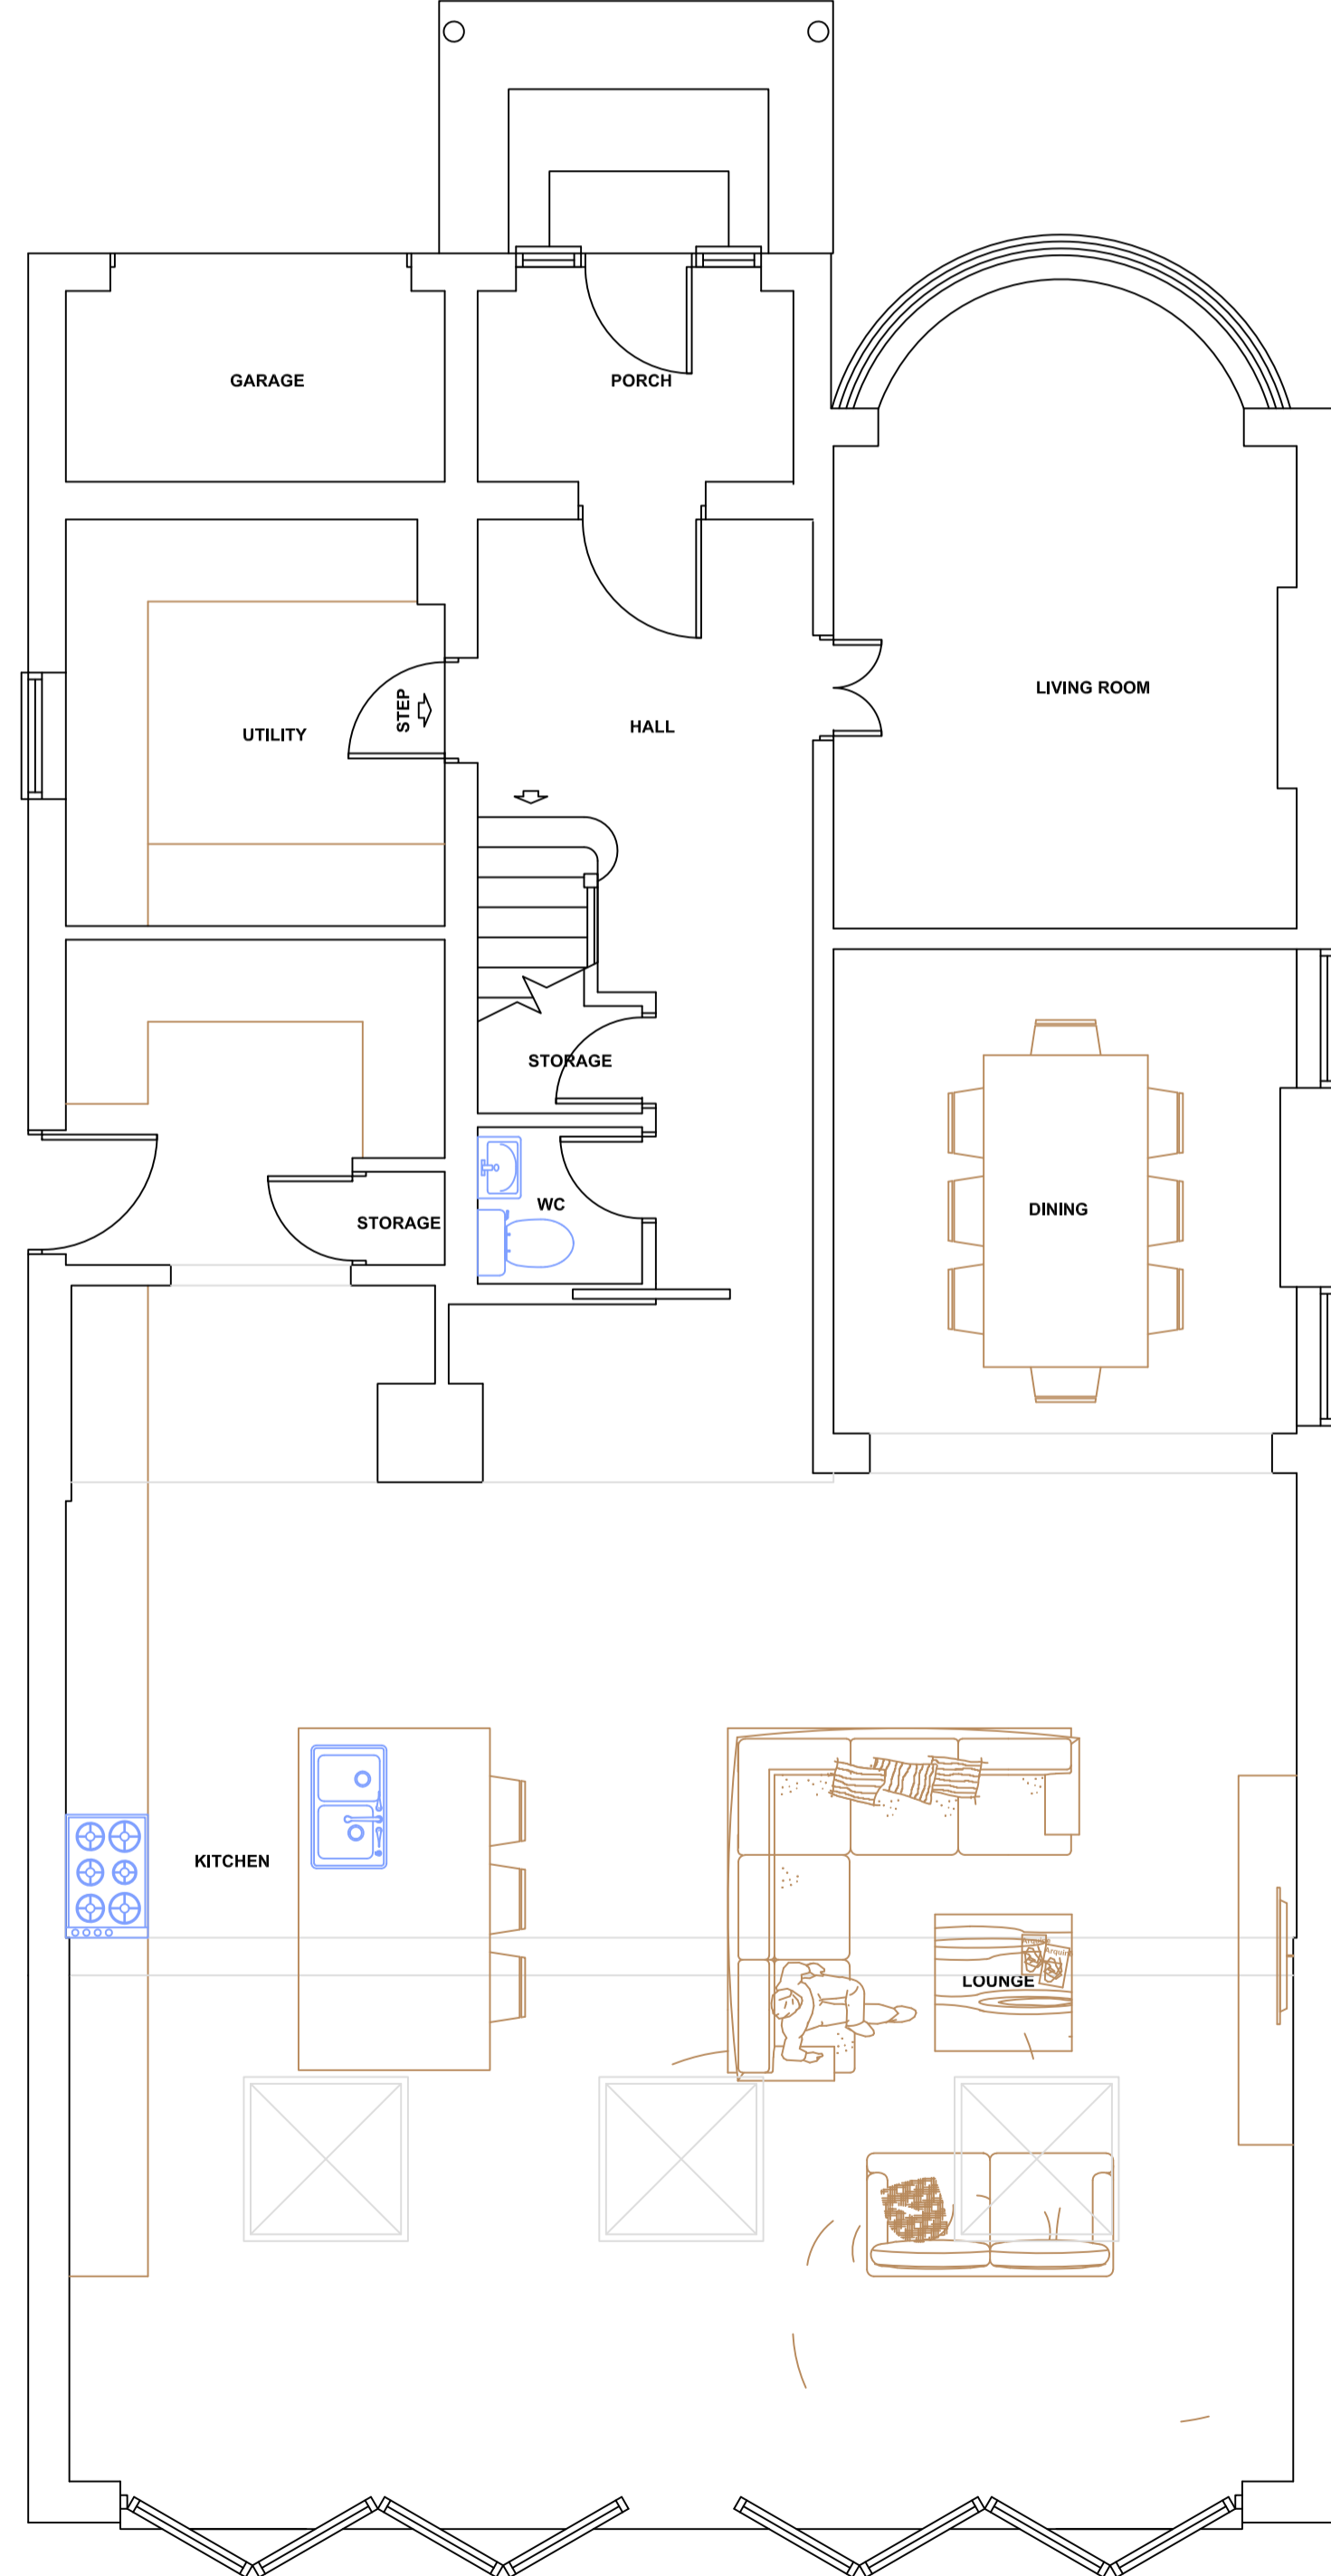 GARAGE
PORCH
LIVING ROOM
STEP
HALL
UTILITY
STORAGE
WC
DINING
STORAGE
KITCHEN
LOUNGE